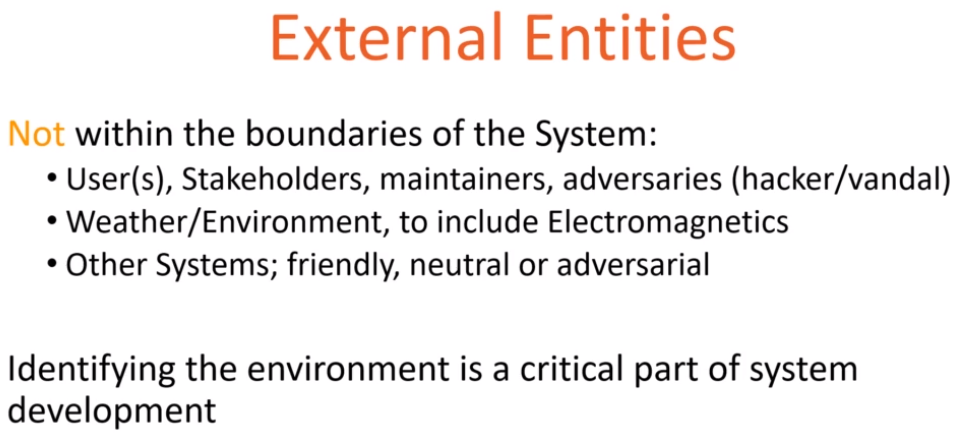 External Entities
Not within the boundaries of the System:
• User(s), Stakeholders, maintainers, adversaries (hacker/vandal)
• Weather/Environment, to include Electromagnetics
• Other Systems; friendly, neutral or adversarial
Identifying the environment is a critical part of system
development